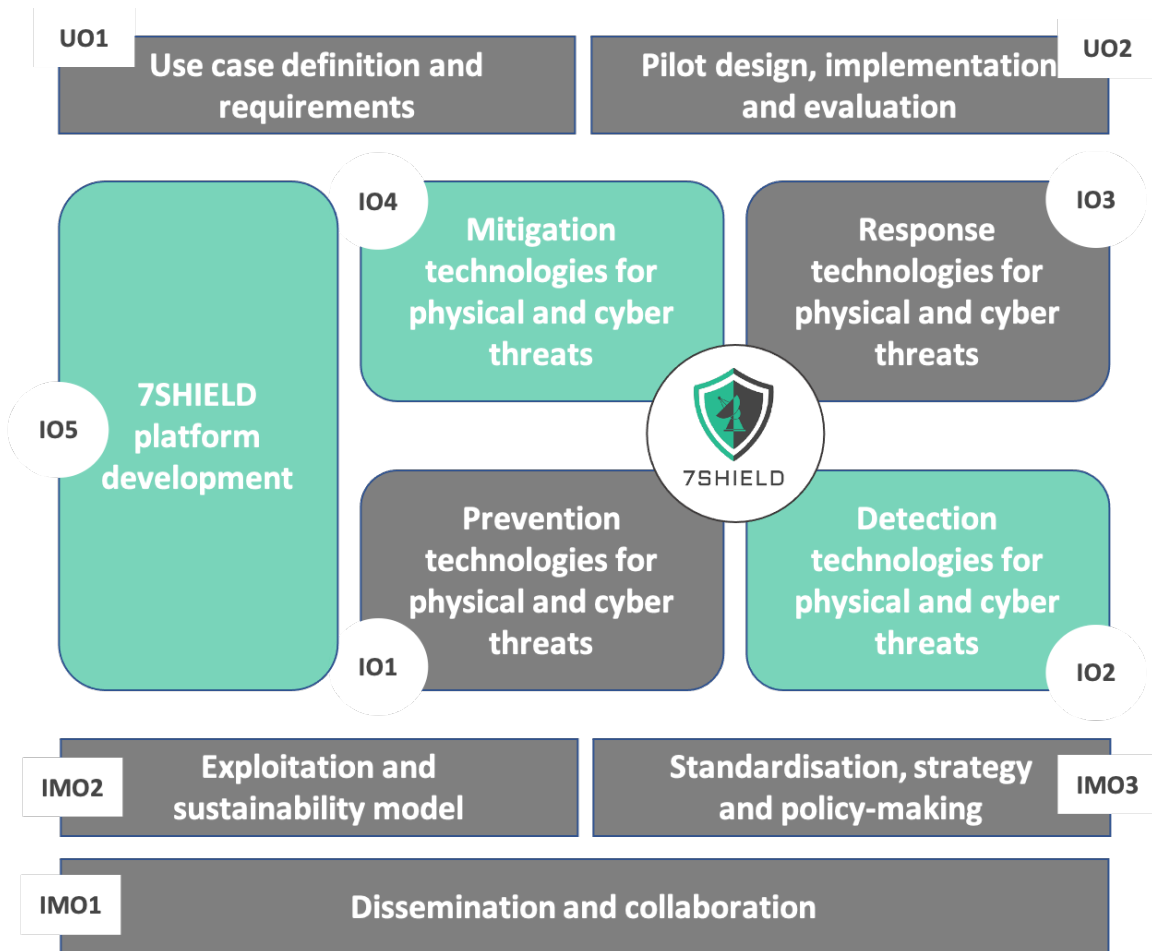 UO1
Use case definition and
requirements
UO2
Pilot design, implementation
and evaluation
IO5
7SHIELD
platform
development
IO4
Mitigation
technologies for
physical and cyber
threats
IO3
Response
technologies for
physical and cyber
threats
7SHIELD
IO1
Prevention
technologies for
physical and cyber
threats
IO2
Detection
technologies for
physical and cyber
threats
IMO2
Exploitation and
sustainability model
IMO3
Standardisation, strategy
and policy-making
IMO1
Dissemination and collaboration